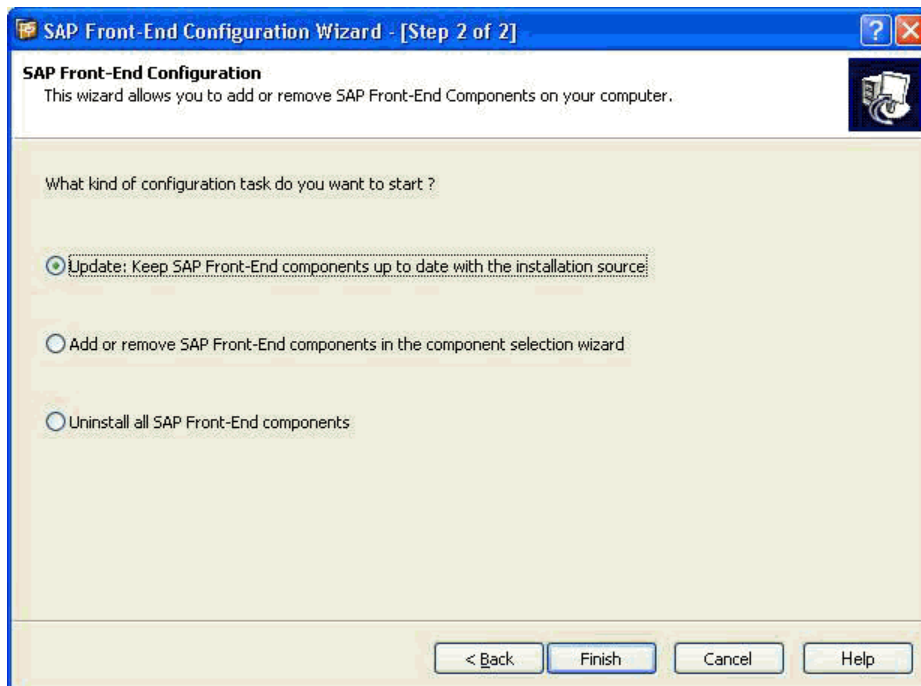 SAP Front-End Configuration Wizard - [Step 2 of 2]
SAP Front-End Configuration
This wizard allows you to add or remove SAP Front-End Components on your computer.
What kind of configuration task do you want to start ?
Update: Keep SAP Front-End components up to date with the installation source
Add or remove SAP Front-End components in the component selection wizard
Uninstall all SAP Front-End components
< Back Finish Cancel Help